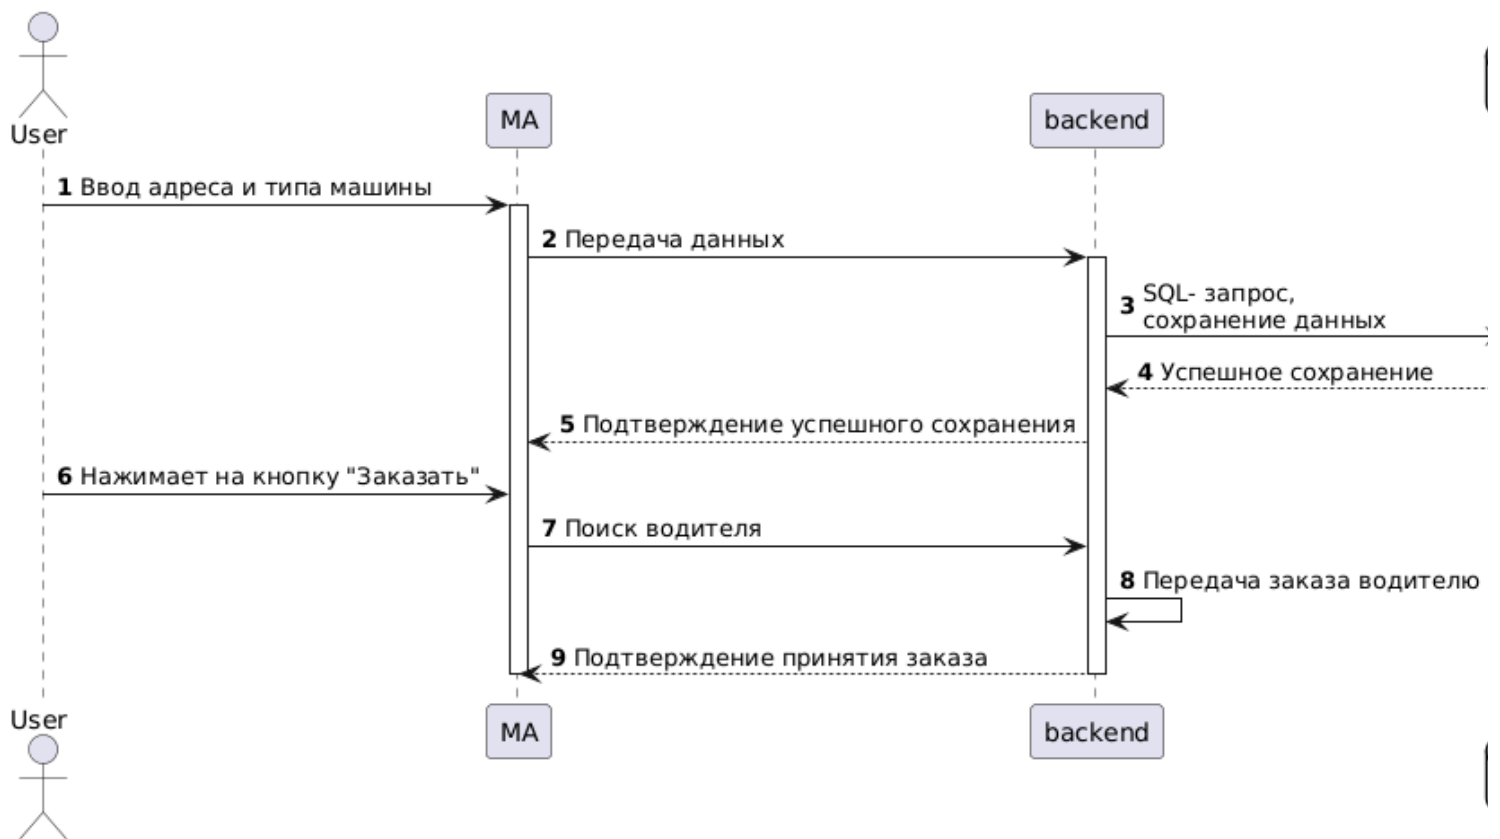 User
MA
backend
1 Ввод адреса и типа машины
2 Передача данных
3 SQL- запрос,
сохранение данных
4 Успешное сохранение
5 Подтверждение успешного сохранения
6 Нажимает на кнопку "Заказать"
7 Поиск водителя
8 Передача заказа водителю
9 Подтверждение принятия заказа
User
MA
backend